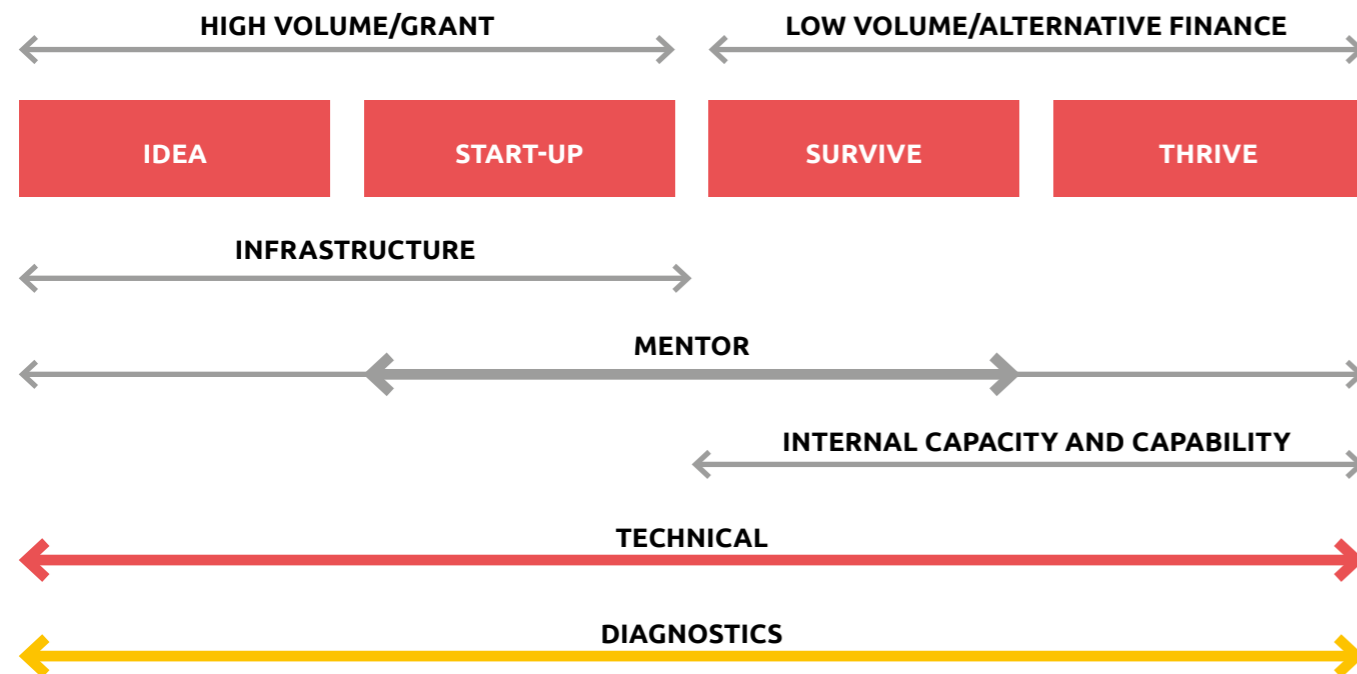 HIGH VOLUME/GRANT
LOW VOLUME/ALTERNATIVE FINANCE
IDEA
START-UP
SURVIVE
THRIVE
INFRASTRUCTURE
MENTOR
INTERNAL CAPACITY AND CAPABILITY
TECHNICAL
DIAGNOSTICS